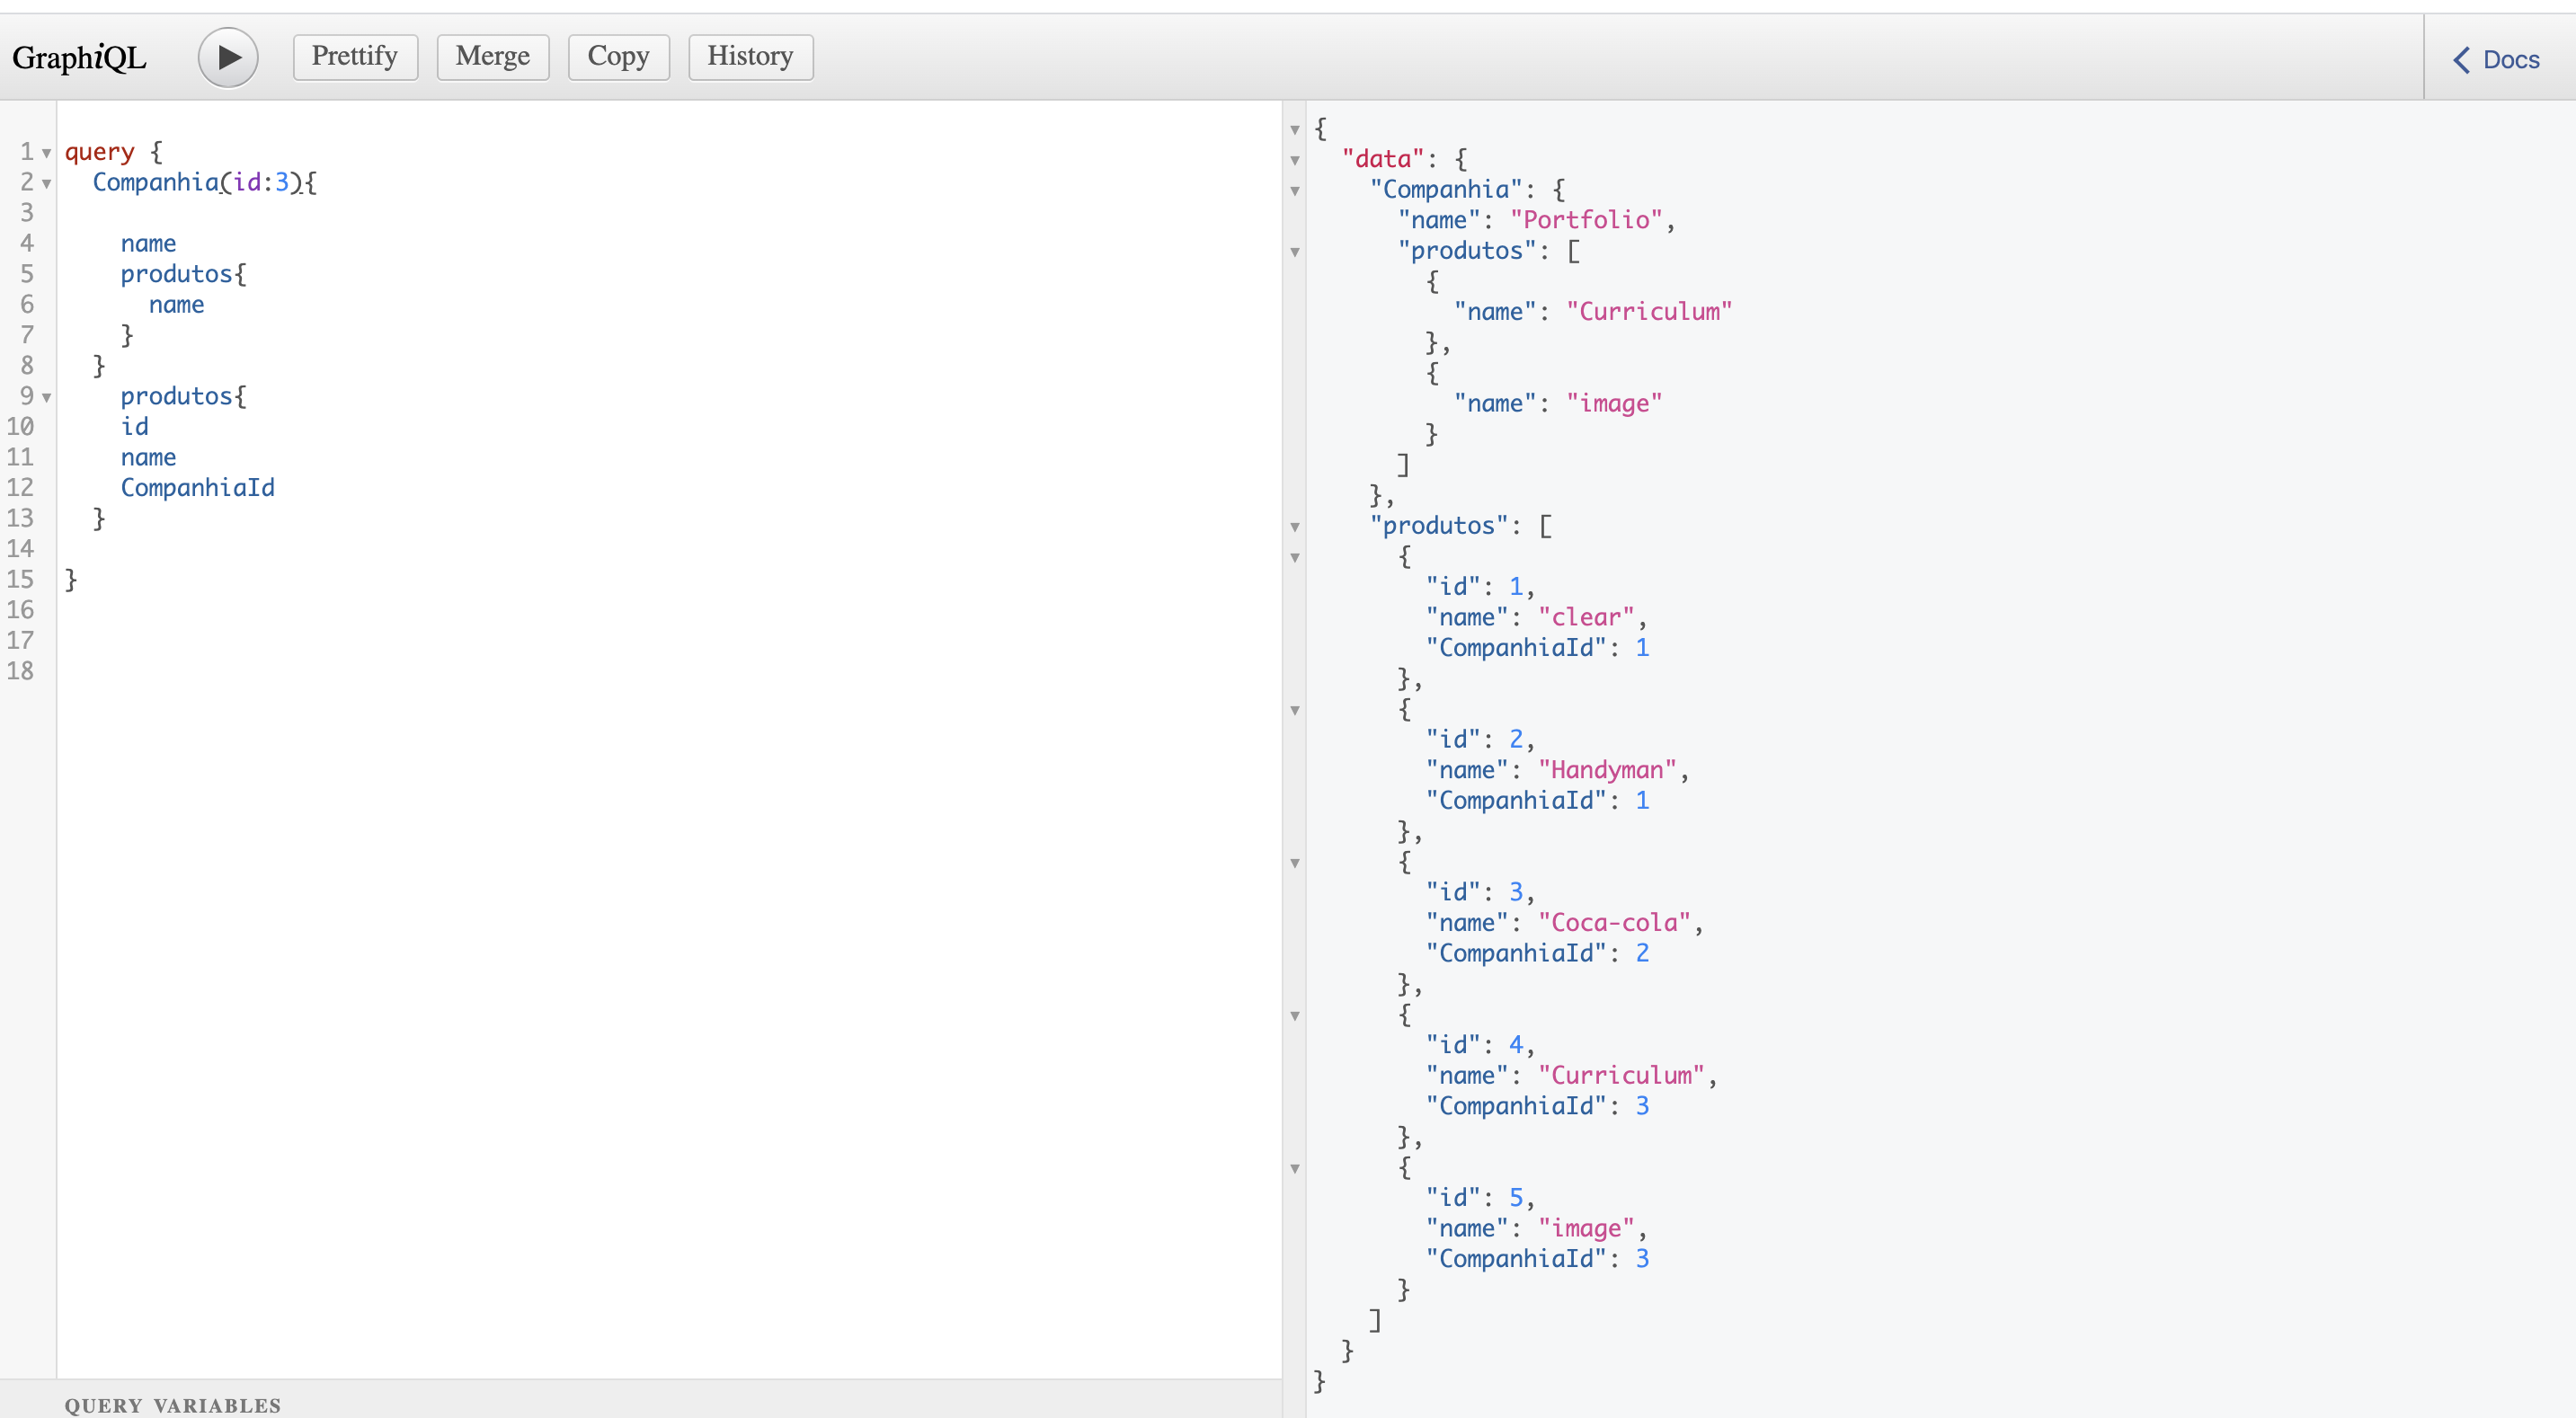 GraphiQL Prettify Merge Copy History Docs
1 query {
2   Companhia(id:3){
3
4     name
5     produtos{
6       name
7     }
8   }
9     produtos{
10     id
11     name
12     CompanhiaId
13   }
14
15 }
16
17
18
QUERY VARIABLES
{
  "data": {
    "Companhia": {
      "name": "Portfolio",
      "produtos": [
        {
          "name": "Curriculum"
        },
        {
          "name": "image"
        }
      ]
    },
    "produtos": [
      {
        "id": 1,
        "name": "clear",
        "CompanhiaId": 1
      },
      {
        "id": 2,
        "name": "Handyman",
        "CompanhiaId": 1
      },
      {
        "id": 3,
        "name": "Coca-cola",
        "CompanhiaId": 2
      },
      {
        "id": 4,
        "name": "Curriculum",
        "CompanhiaId": 3
      },
      {
        "id": 5,
        "name": "image",
        "CompanhiaId": 3
      }
    ]
  }
}